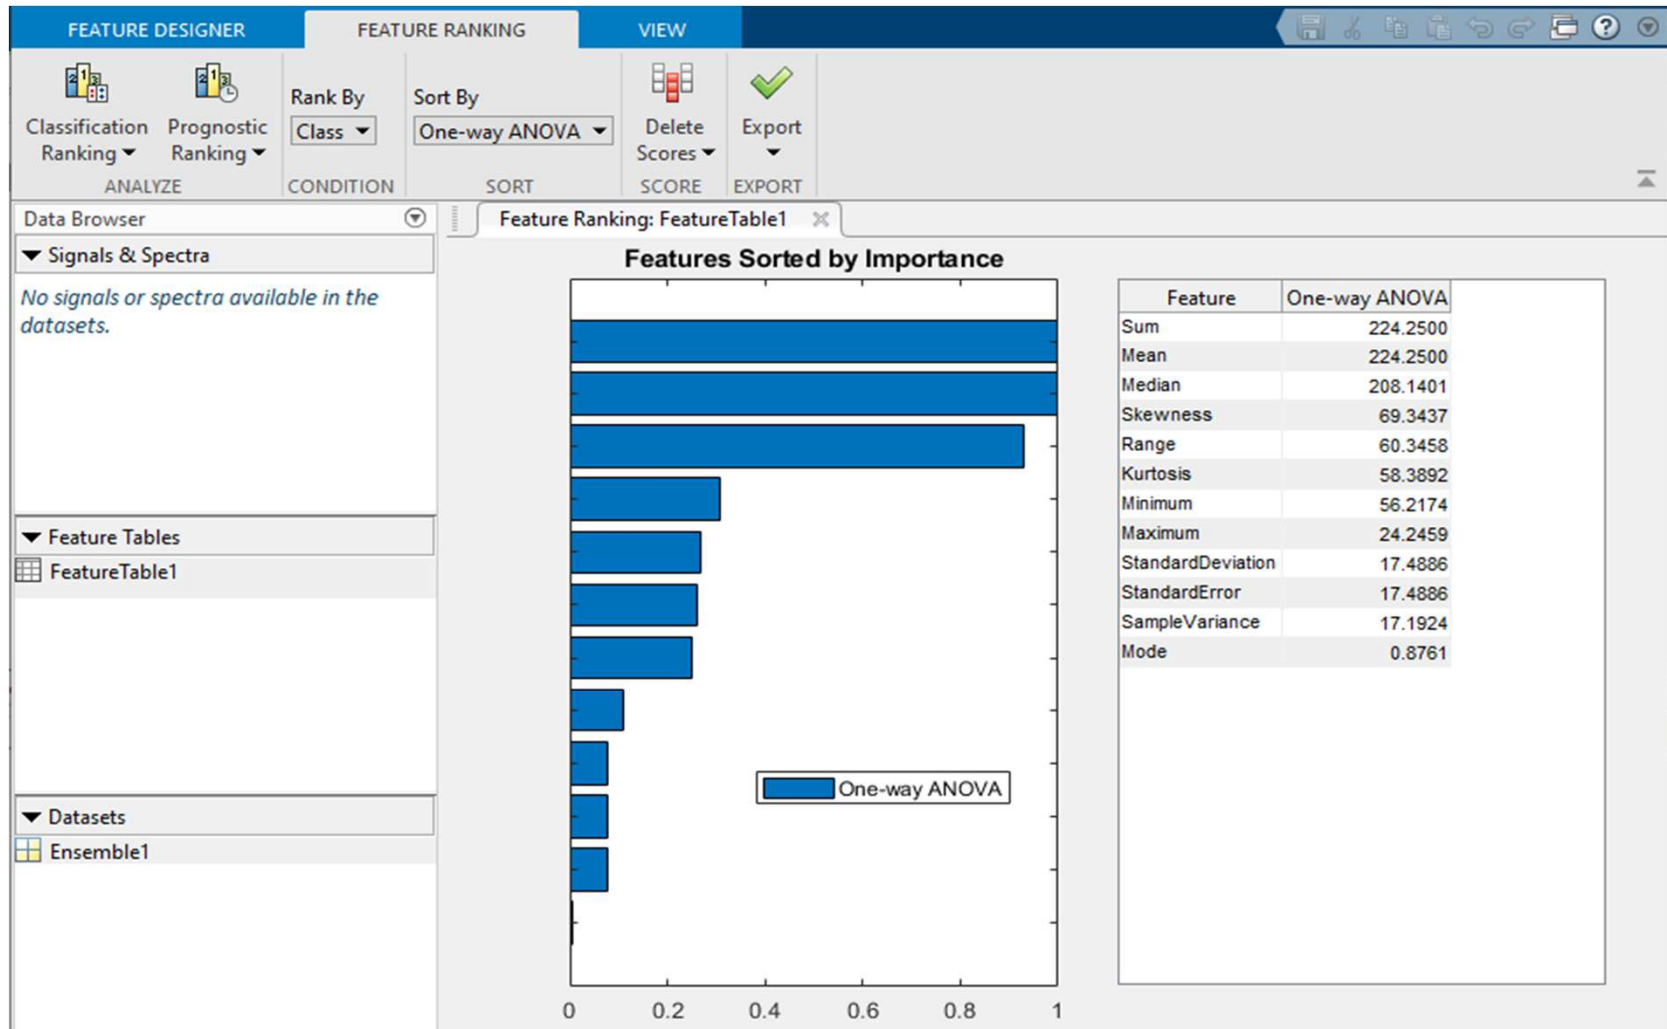 FEATURE DESIGNER
FEATURE RANKING
VIEW
Classification Ranking
Prognostic Ranking
ANALYZE
Rank By
Class
CONDITION
Sort By
One-way ANOVA
SORT
Delete Scores
SCORE
Export
EXPORT
Data Browser
Signals & Spectra
No signals or spectra available in the
datasets.
Feature Tables
FeatureTable1
Datasets
Ensemble1
Feature Ranking: FeatureTable1
Features Sorted by Importance
One-way ANOVA
0 0.2 0.4 0.6 0.8 1
Feature One-way ANOVA
Sum 224.2500
Mean 224.2500
Median 208.1401
Skewness 69.3437
Range 60.3458
Kurtosis 58.3892
Minimum 56.2174
Maximum 24.2459
StandardDeviation 17.4886
StandardError 17.4886
SampleVariance 17.1924
Mode 0.8761